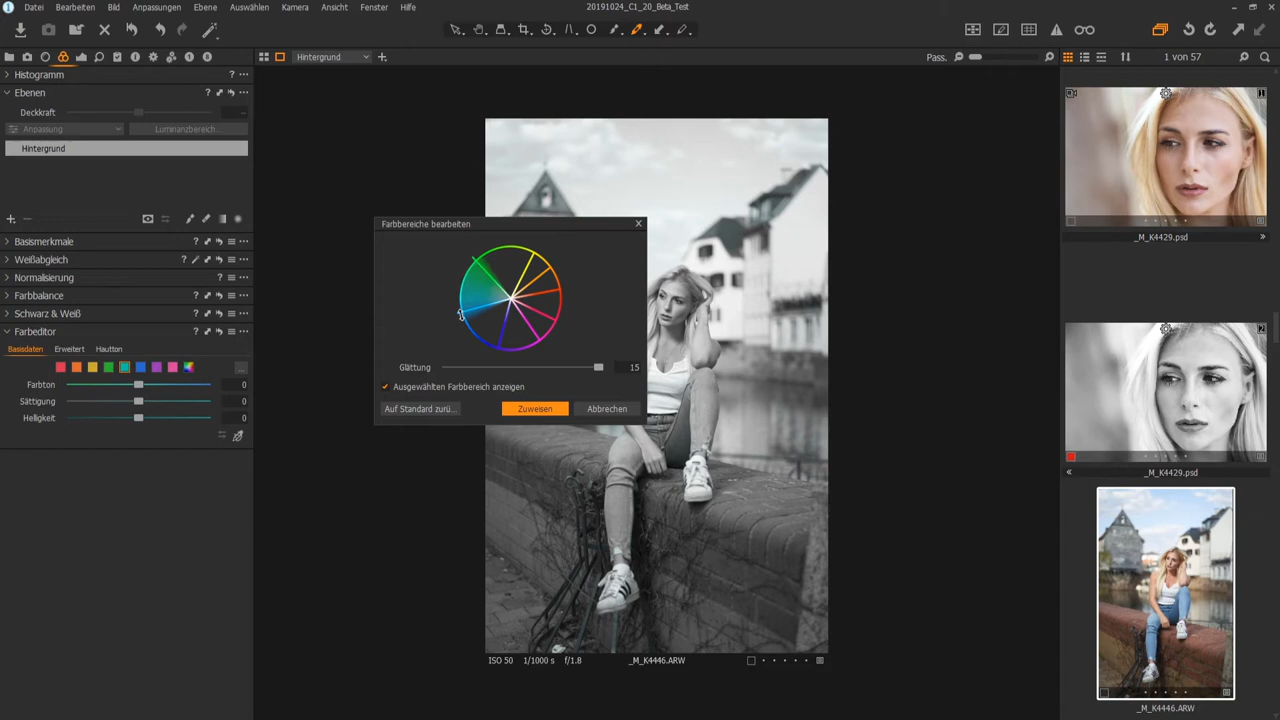 Datei Bearbeiten Bild Anpassungen Ebene Auswählen Kamera Ansicht Fenster Hilfe
20191024_C1_20_Beta_Test
Hintergrund
Pass.
1 von 57
Histogramm
Ebenen
Deckkraft
Anpassung
Luminanzbereich...
Hintergrund
Basismerkmale
Weißabgleich
Normalisierung
Farbbalance
Schwarz & Weiß
Farbeditor
Basisdaten Erweitert Hautton
Farbton 0
Sättigung 0
Helligkeit 0
Farbbereiche bearbeiten
Glättung 15
Ausgewählten Farbbereich anzeigen
Auf Standard zurü... Zuweisen Abbrechen
ISO 50 1/1000 s f/1.8 _M_K4446.ARW
1
_M_K4429.psd
2
_M_K4429.psd
_M_K4446.ARW